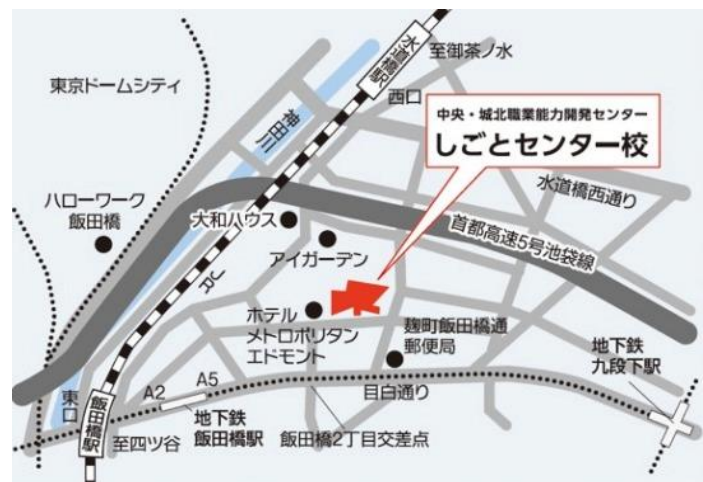 水道橋駅
至御茶ノ水
東京ドームシティ
西口
神田川
中央・城北職業能力開発センター
しごとセンター校
水道橋西通り
ハローワーク
飯田橋
大和ハウス
首都高速5号池袋線
アイガーデン
JR
ホテル
メトロポリタン
エドモント
麹町飯田橋通
郵便局
地下鉄
九段下駅
A2
A5
目白通り
東口
飯田橋駅
地下鉄
飯田橋駅
至四ツ谷
飯田橋2丁目交差点